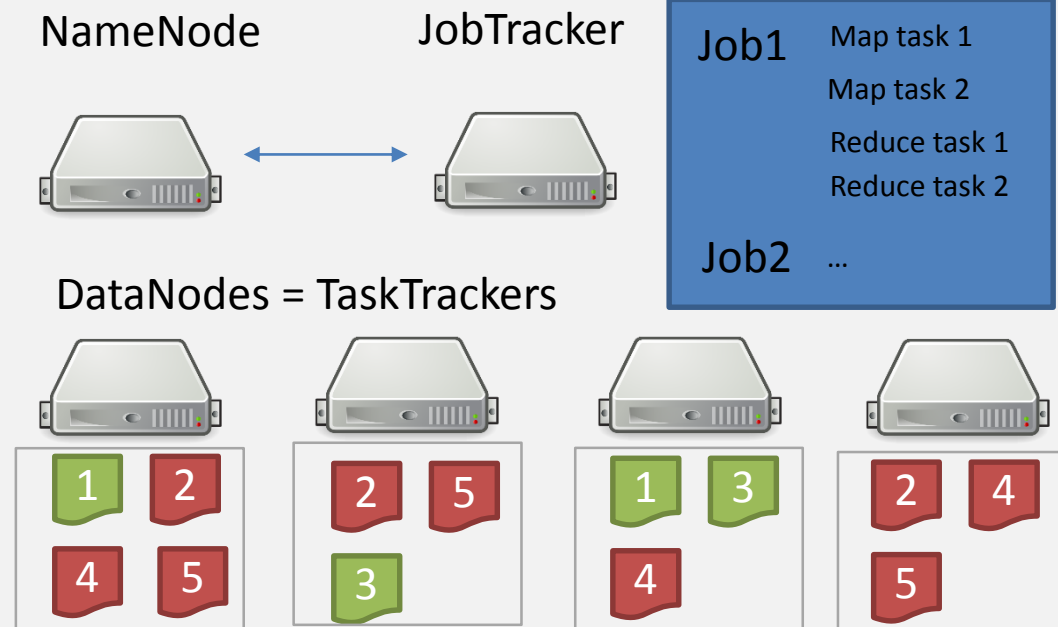 NameNode
JobTracker
Job1 Map task 1
Map task 2
Reduce task 1
Reduce task 2
Job2 ...
DataNodes = TaskTrackers
1 2 2 5 1 3 2 4
4 5 3 4 5